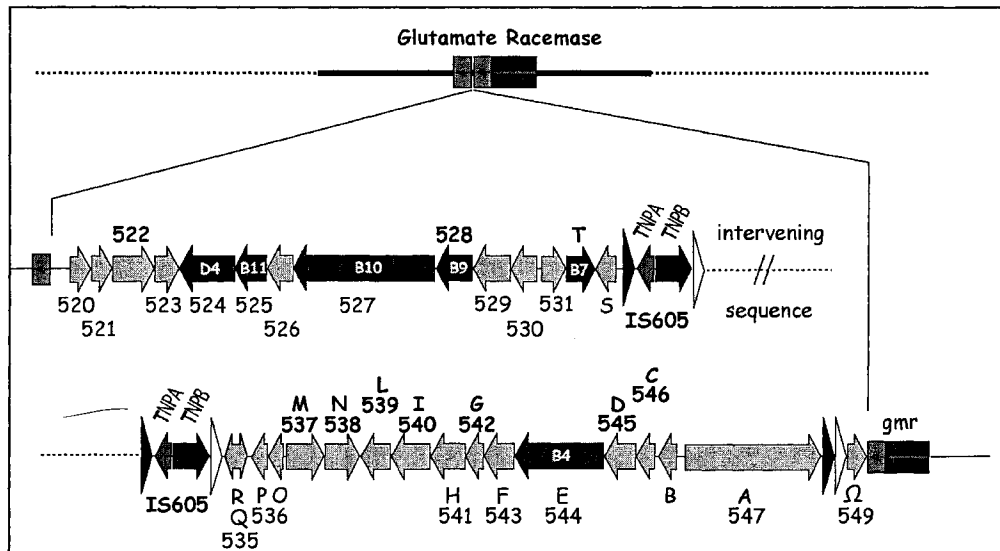 Glutamate Racemase
522 528 T TNPA TNPB intervening
D4 B11 B10 B9 B7
520 523 524 525 527 529 531 S sequence
521 526 530 IS605
C
L 546
TNPA TNPB M N 539 I G D
537 538 540 542 545 gmr
B4
IS605 R P O H F E B A Ω
Q 536 541 543 544 547 549
535